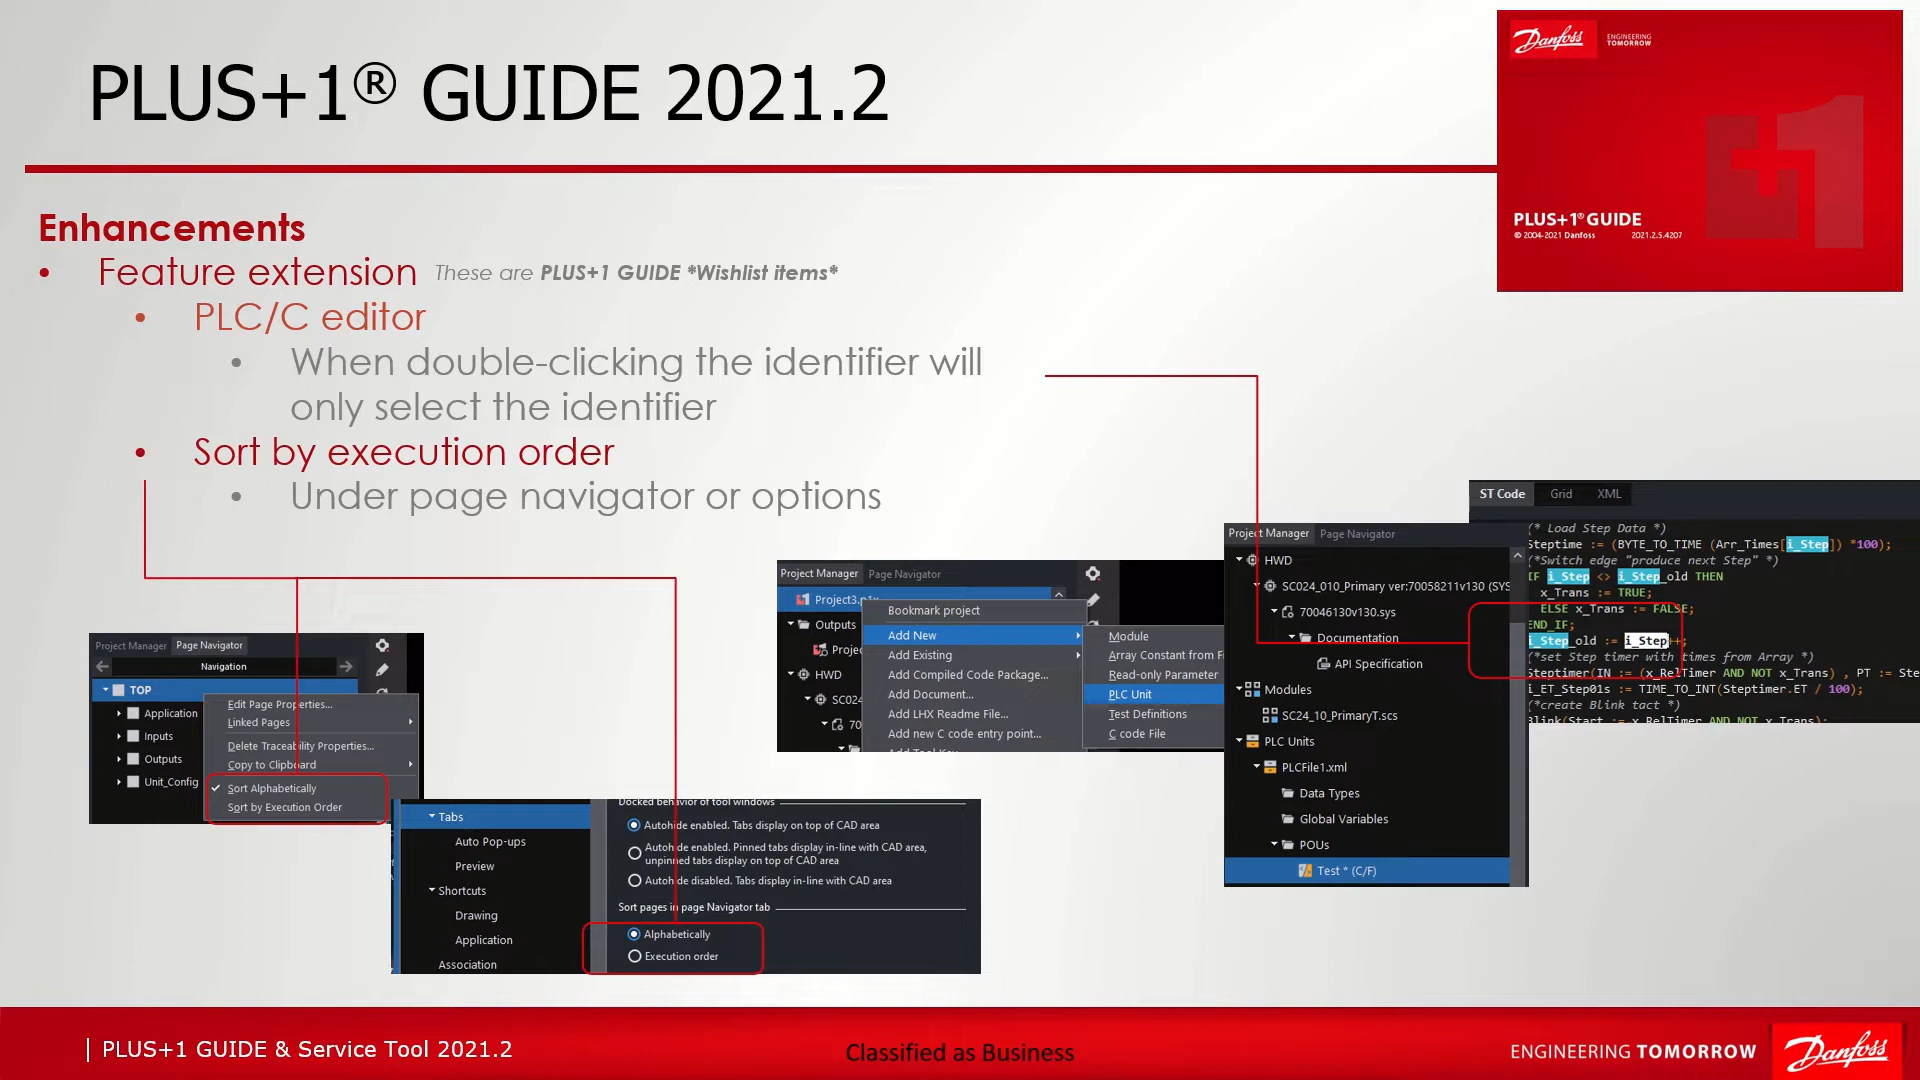 PLUS+1® GUIDE 2021.2
Danfoss
ENGINEERING
TOMORROW
PLUS+1® GUIDE
© 2004-2021 Danfoss 2021.2.5.4207
Enhancements
• Feature extension These are PLUS+1 GUIDE *Wishlist items*
• PLC/C editor
• When double-clicking the identifier will
only select the identifier
• Sort by execution order
• Under page navigator or options
Project Manager Page Navigator
Navigation
TOP
Application
Inputs
Outputs
Unit_Config
Edit Page Properties...
Linked Pages
Delete Traceability Properties...
Copy to Clipboard
Sort Alphabetically
Sort by Execution Order
Tabs
Auto Pop-ups
Preview
Shortcuts
Drawing
Application
Association
Docked behavior of tool windows
Autohide enabled. Tabs display on top of CAD area
Autohide enabled. Pinned tabs display in-line with CAD area,
unpinned tabs display on top of CAD area
Autohide disabled. Tabs display in-line with CAD area
Sort pages in page Navigator tab
Alphabetically
Execution order
Project Manager Page Navigator
Project3.p1x
Outputs
Projec
HWD
SC024
70
Bookmark project
Add New
Add Existing
Add Compiled Code Package...
Add Document...
Add LHX Readme File...
Add new C code entry point...
Add Tool Key
Module
Array Constant from Fi
Read-only Parameter
PLC Unit
Test Definitions
C code File
Project Manager Page Navigator
HWD
SC024_010_Primary ver:70058211v130 (SYS
70046130v130.sys
Documentation
API Specification
Modules
SC24_10_PrimaryT.scs
PLC Units
PLCFile1.xml
Data Types
Global Variables
POUs
Test * (C/F)
ST Code Grid XML
(* Load Step Data *)
Steptime := (BYTE_TO_TIME (Arr_Times[i_Step]) *100);
(*Switch edge "produce next Step" *)
IF i_Step <> i_Step_old THEN
x_Trans := TRUE;
ELSE x_Trans := FALSE;
END_IF;
i_Step_old := i_Step++;
(*set Step timer with times from Array *)
Steptimer(IN := (x_RelTimer AND NOT x_Trans) , PT := Ste
i_ET_Step01s := TIME_TO_INT(Steptimer.ET / 100);
(*create Blink tact *)
Blink(Start := x_RelTimer AND NOT x_Trans);
| PLUS+1 GUIDE & Service Tool 2021.2
Classified as Business
ENGINEERING TOMORROW
Danfoss